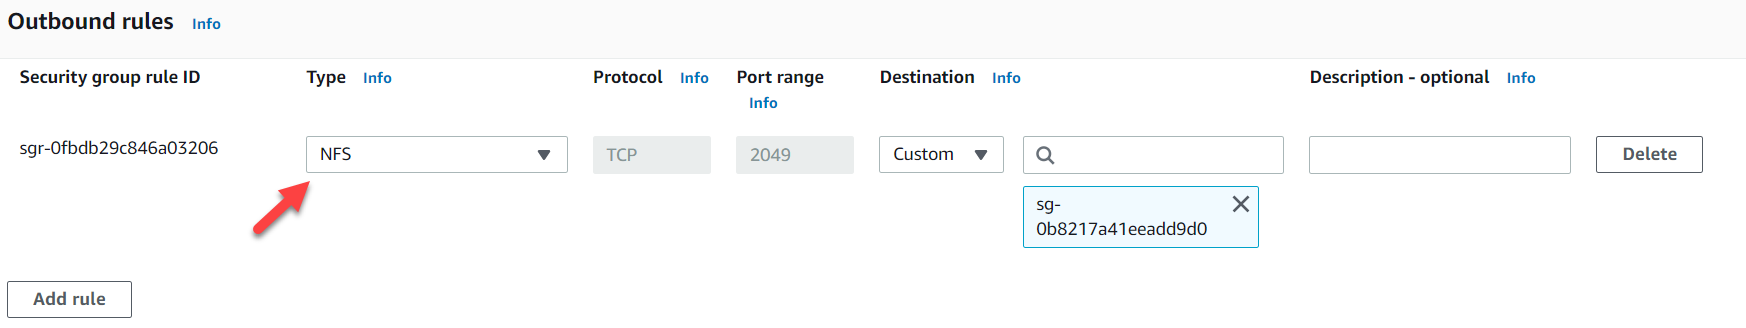 Outbound rules Info
Security group rule ID Type Info Protocol Info Port range Info Destination Info Description - optional Info
sgr-0fbdb29c846a03206 NFS TCP 2049 Custom Delete
sg-
0b8217a41eeadd9d0
Add rule